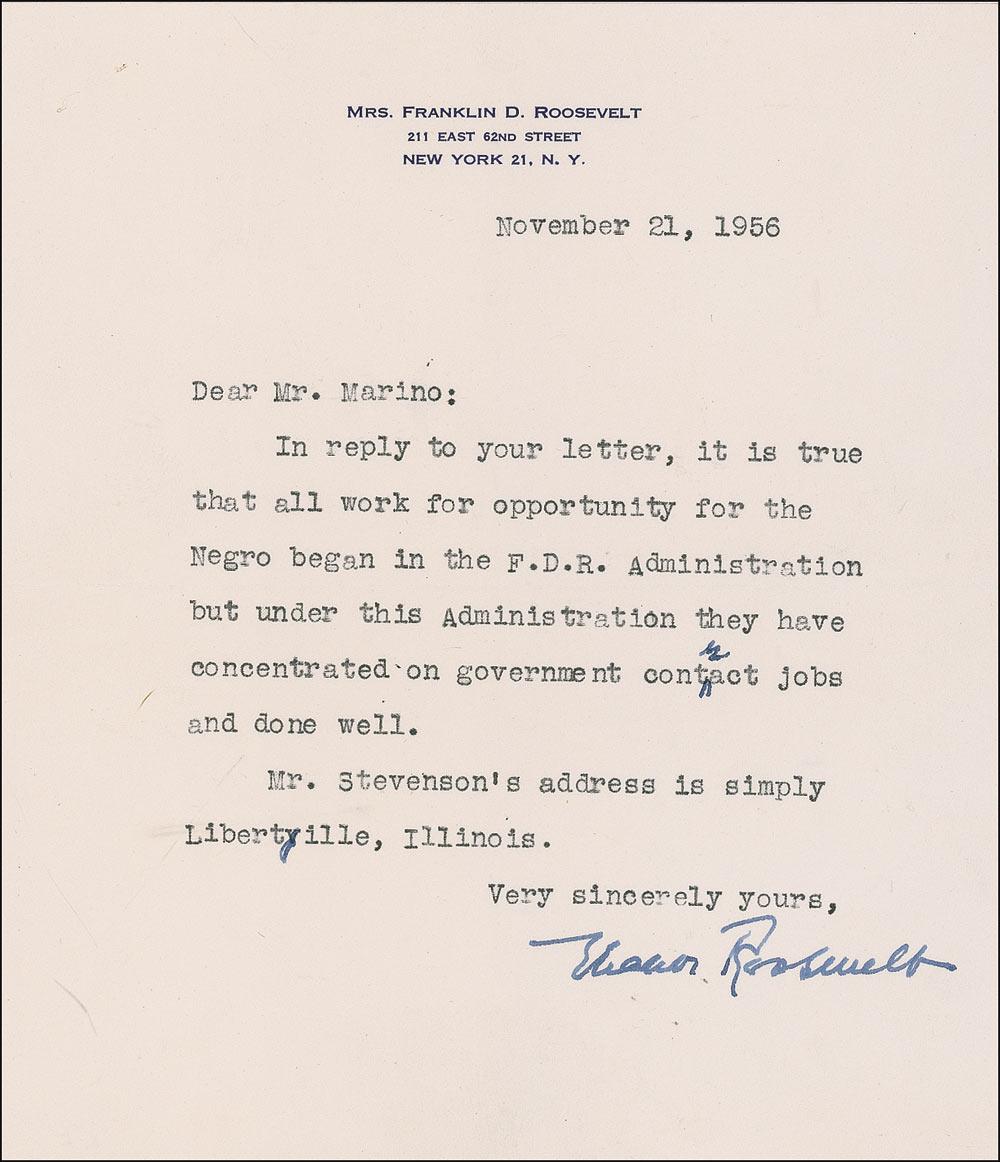 MRS. FRANKLIN D. ROOSEVELT
211 EAST 62ND STREET
NEW YORK 21, N. Y.
November 21, 1956
Dear Mr. Marino:
In reply to your letter, it is true
that all work for opportunity for the
Negro began in the F.D.R. Administration
but under this Administration they have
r
concentrated on government contact jobs
and done well.
Mr. Stevenson's address is simply
Libertyville, Illinois.
Very sincerely yours,
Eleanor Roosevelt